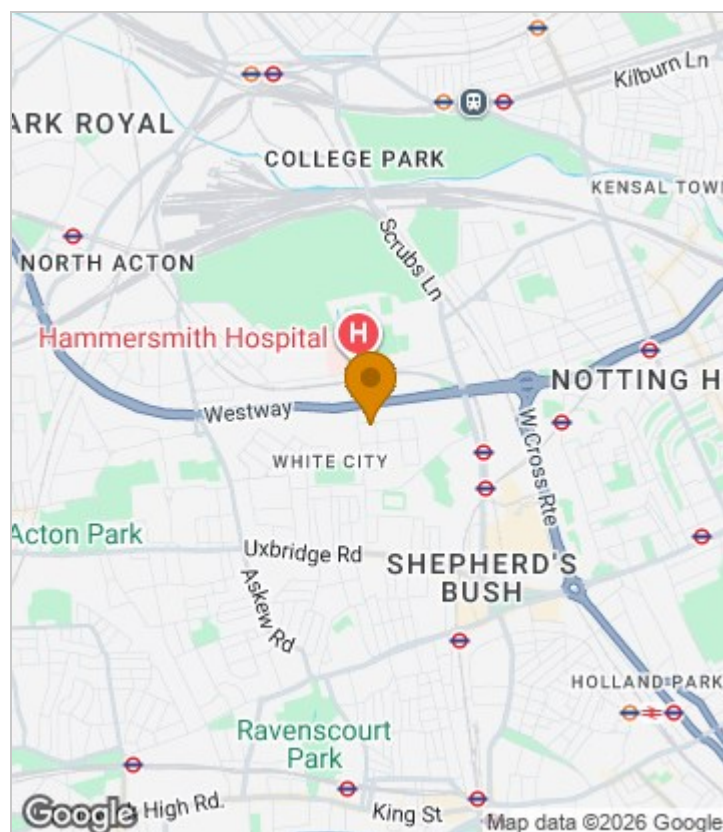 Kilburn Ln
ARK ROYAL
COLLEGE PARK
KENSAL TOWN
Scrubs Ln
NORTH ACTON
Hammersmith Hospital
H
NOTTING H
Westway
W Cross Rte
WHITE CITY
Acton Park
Uxbridge Rd
SHEPHERD'S
BUSH
Askew Rd
HOLLAND PARK
Ravenscourt
Park
High Rd.
King St
Google
Map data ©2026 Google